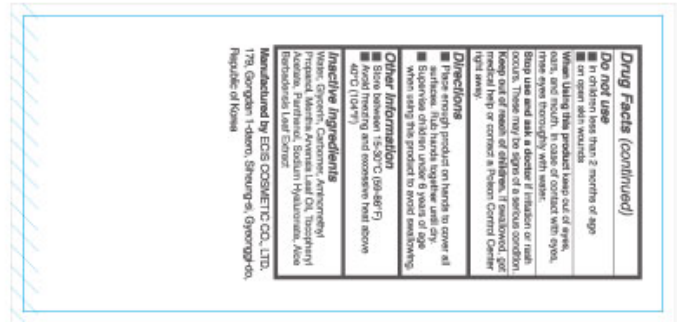 Drug Facts (continued)
Do not use
■ in children less than 2 months of age
■ on open skin wounds
When Using this product keep out of eyes,
ears, and mouth. In case of contact with eyes,
rinse eyes thoroughly with water.
Stop use and ask a doctor if irritation or rash
occurs. These may be signs of a serious condition.
Keep out of reach of children. If swallowed, get
medical help or contact a Poison Control Center
right away.
Directions
■ Place enough product on hands to cover all
surfaces. Rub hands together until dry.
■ Supervise children under 6 years of age
when using this product to avoid swallowing.
Other information
■ Store between 15-30°C (59-86°F)
■ Avoid freezing and excessive heat above
40°C (104°F)
Inactive ingredients
Water, Glycerin, Carbomer, Aminomethyl
Propanol, Mentha Arvensis Leaf Oil, Tocopheryl
Acetate, Panthenol, Sodium Hyaluronate, Aloe
Barbadensis Leaf Extract
Manufactured by ECIS COSMETIC CO., LTD.
179, Gongdan 1-daero, Siheung-si, Gyeonggi-do,
Republic of Korea